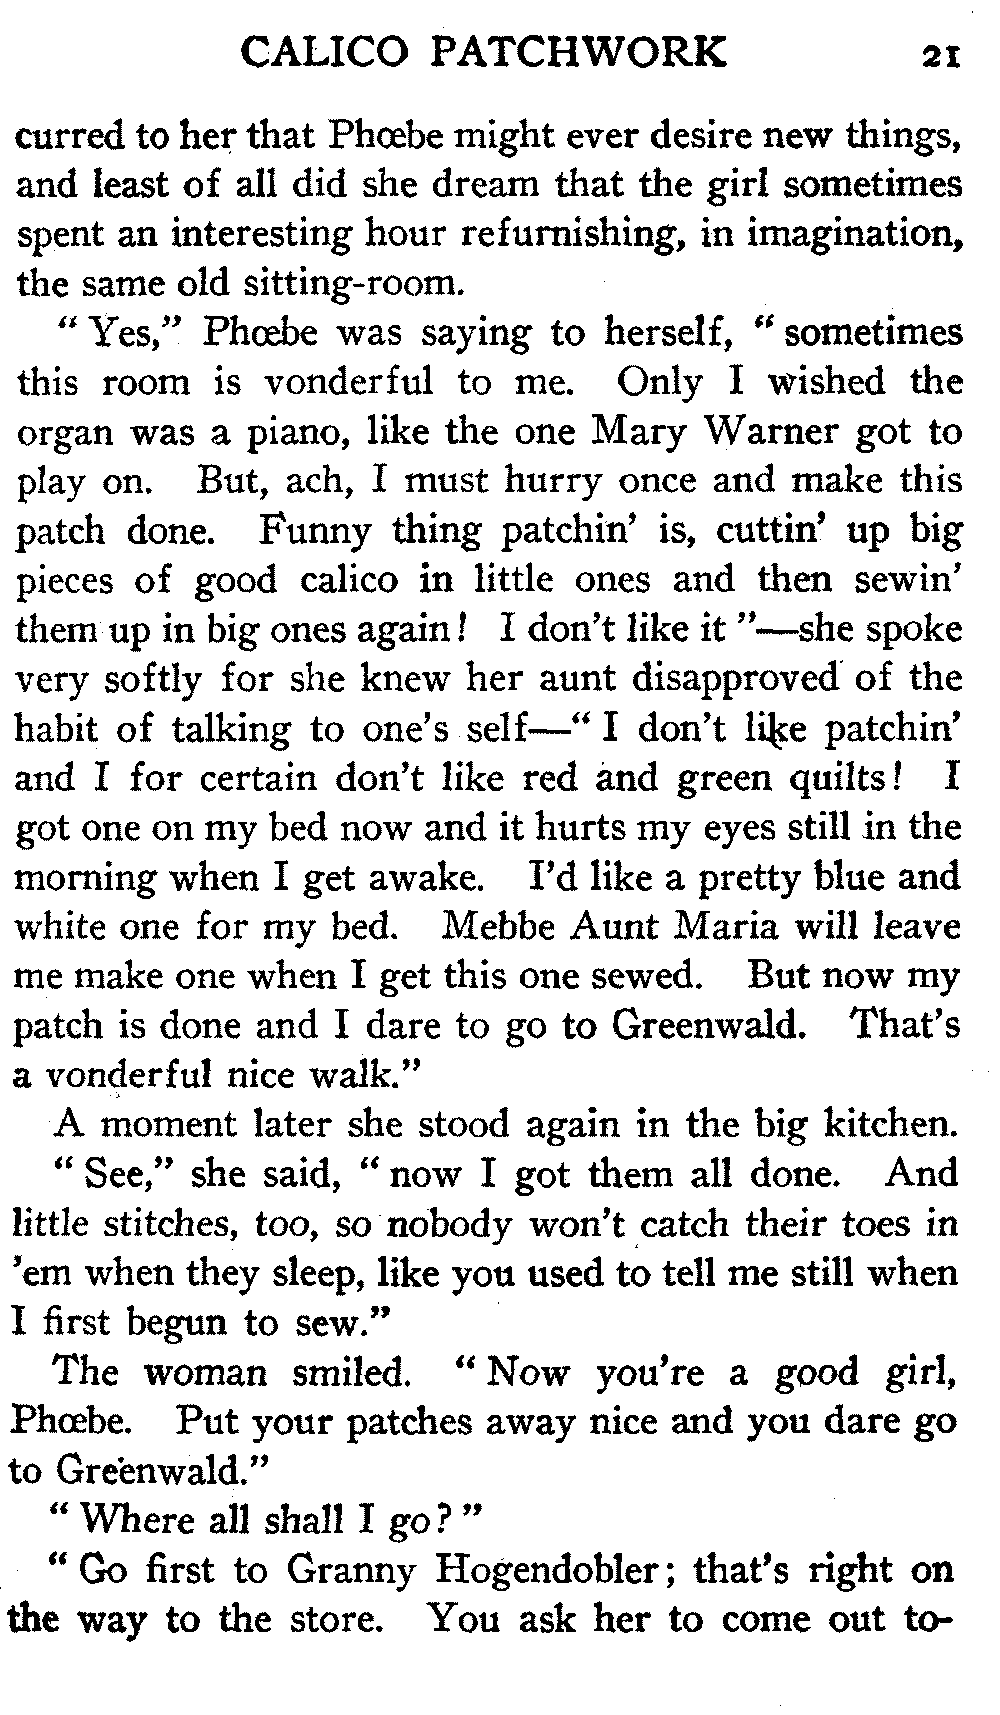 CALICO PATCHWORK 21
curred to her that Phœbe might ever desire new things,
and least of all did she dream that the girl sometimes
spent an interesting hour refurnishing, in imagination,
the same old sitting-room.
" Yes," Phœbe was saying to herself, " sometimes
this room is vonderful to me. Only I wished the
organ was a piano, like the one Mary Warner got to
play on. But, ach, I must hurry once and make this
patch done. Funny thing patchin' is, cuttin' up big
pieces of good calico in little ones and then sewin'
them up in big ones again! I don't like it "—she spoke
very softly for she knew her aunt disapproved of the
habit of talking to one's self—" I don't like patchin'
and I for certain don't like red and green quilts! I
got one on my bed now and it hurts my eyes still in the
morning when I get awake. I'd like a pretty blue and
white one for my bed. Mebbe Aunt Maria will leave
me make one when I get this one sewed. But now my
patch is done and I dare to go to Greenwald. That's
a vonderful nice walk."
A moment later she stood again in the big kitchen.
" See," she said, " now I got them all done. And
little stitches, too, so nobody won't catch their toes in
'em when they sleep, like you used to tell me still when
I first begun to sew."
The woman smiled. " Now you're a good girl,
Phœbe. Put your patches away nice and you dare go
to Greenwald."
" Where all shall I go? "
" Go first to Granny Hogendobler; that's right on
the way to the store. You ask her to come out to-